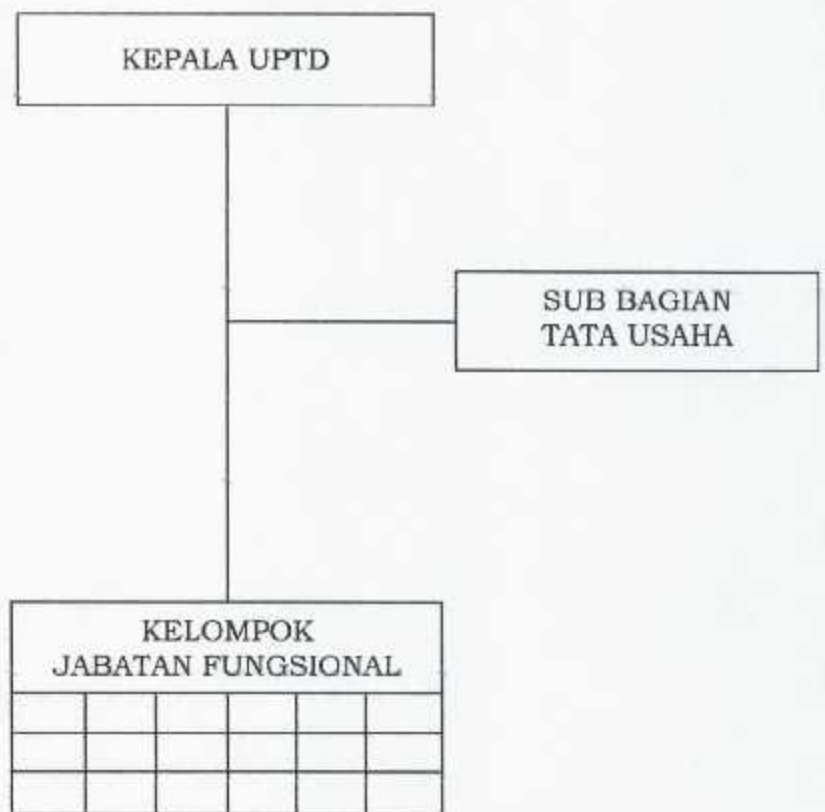 KEPALA UPTD
SUB BAGIAN
TATA USAHA
KELOMPOK
JABATAN FUNGSIONAL